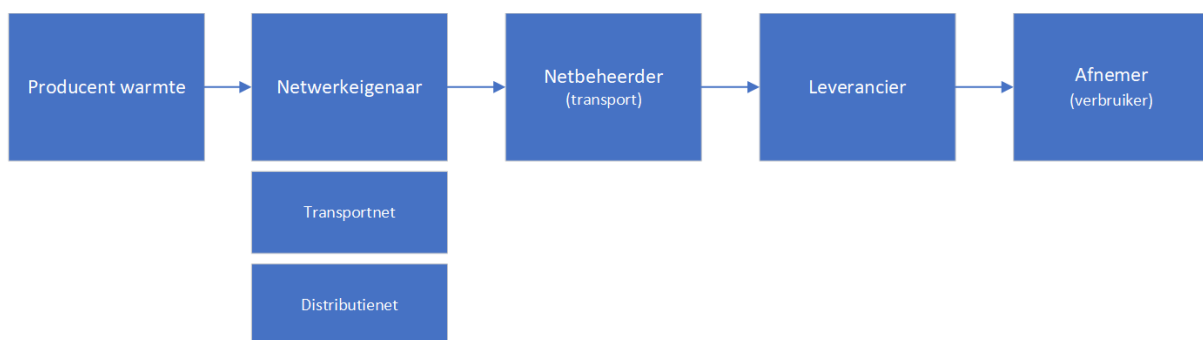 Producent warmte
Netwerkeigenaar
Netbeheerder
(transport)
Leverancier
Afnemer
(verbruiker)
Transportnet
Distributienet